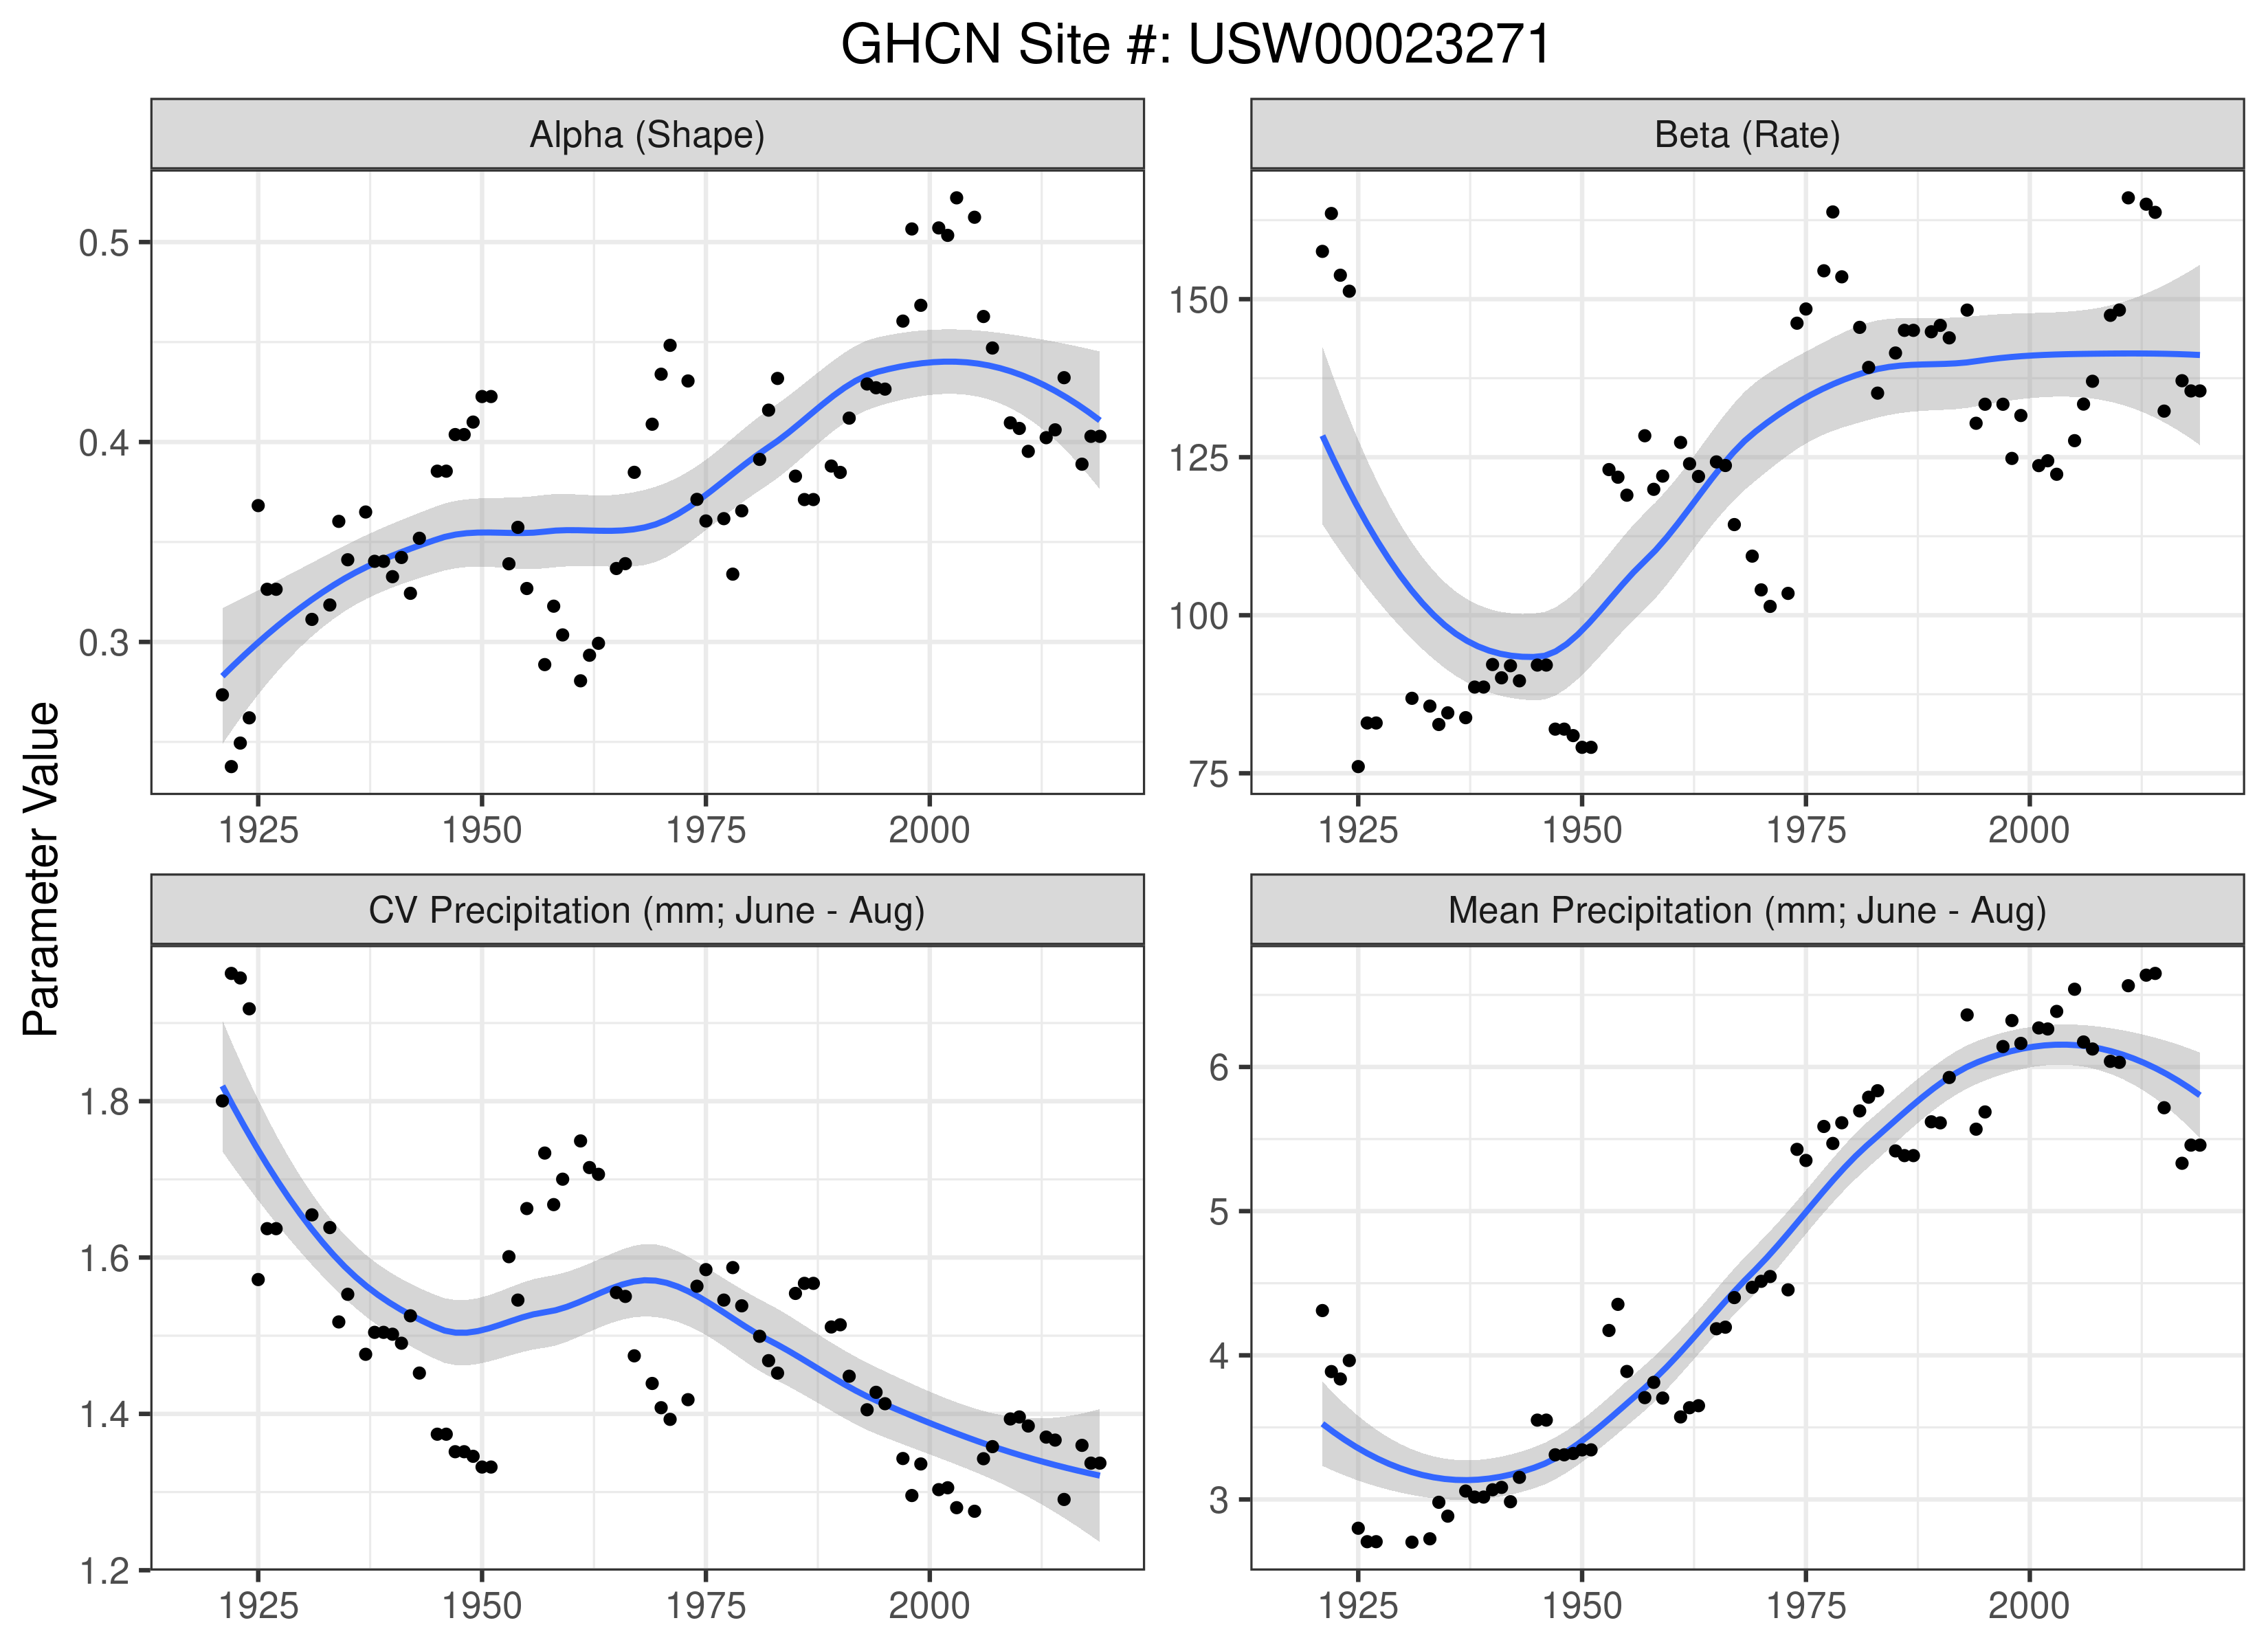 GHCN Site #: USW00023271
Alpha (Shape)
Beta (Rate)
0.5
0.4
0.3
1925 1950 1975 2000
150
125
100
75
1925 1950 1975 2000
Parameter Value
CV Precipitation (mm; June - Aug)
Mean Precipitation (mm; June - Aug)
1.8
1.6
1.4
1.2
1925 1950 1975 2000
6
5
4
3
1925 1950 1975 2000